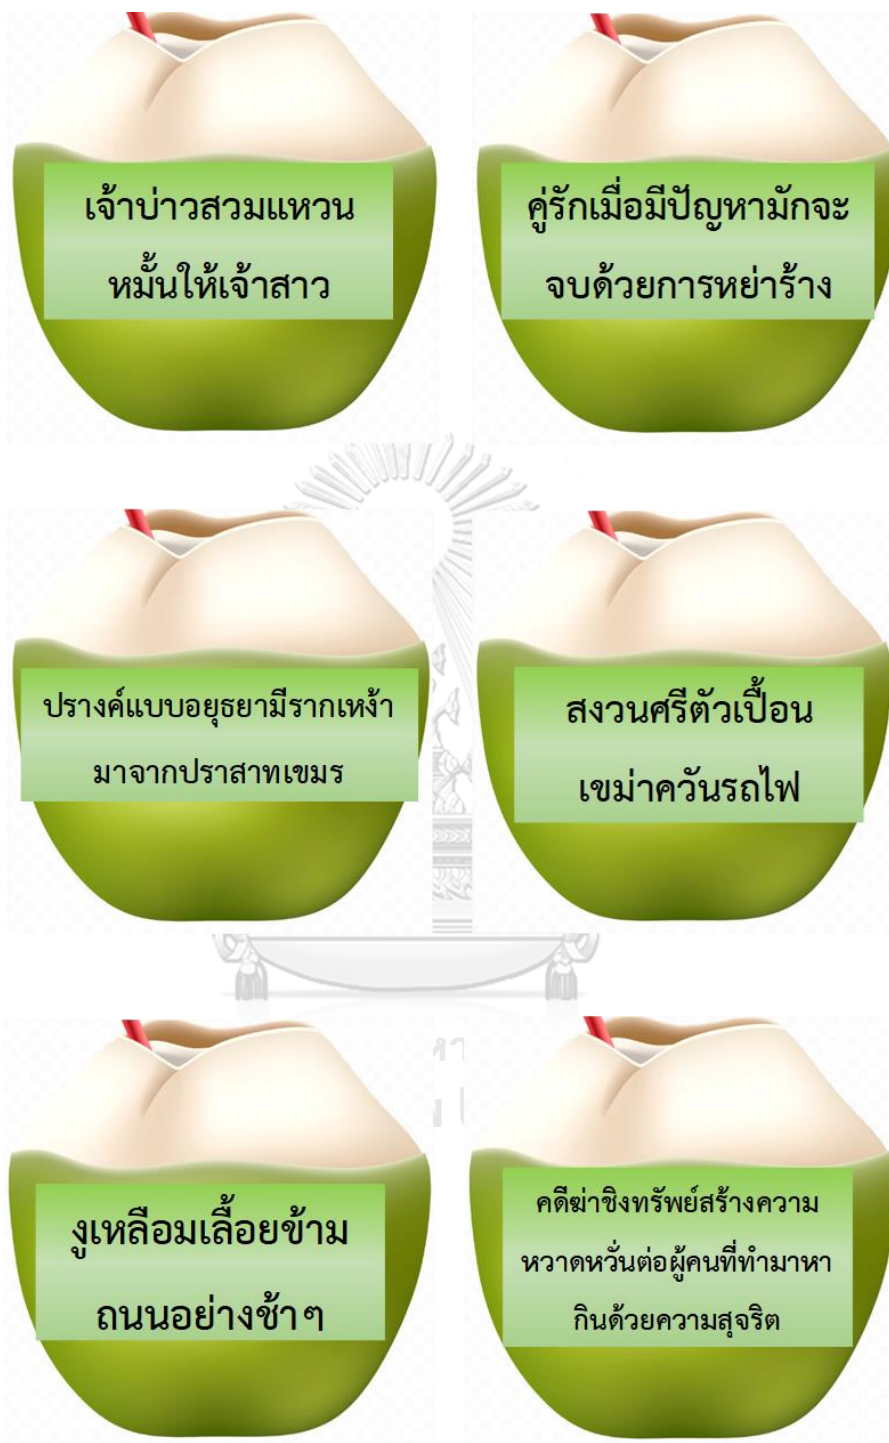 เจ้าบ่าวสวมแหวน
หมั้นให้เจ้าสาว
คู่รักเมื่อมีปัญหามักจะ
จบด้วยการหย่าร้าง
ปรางค์แบบอยุธยามีรากเหง้า
มาจากปราสาทเขมร
สงวนศรีตัวเปื้อน
เขม่าควันรถไฟ
งูเหลือมเลื้อยข้าม
ถนนอย่างช้าๆ
คดีฆ่าชิงทรัพย์สร้างความ
หวาดหวั่นต่อผู้คนที่ทำมาหา
กินด้วยความสุจริต